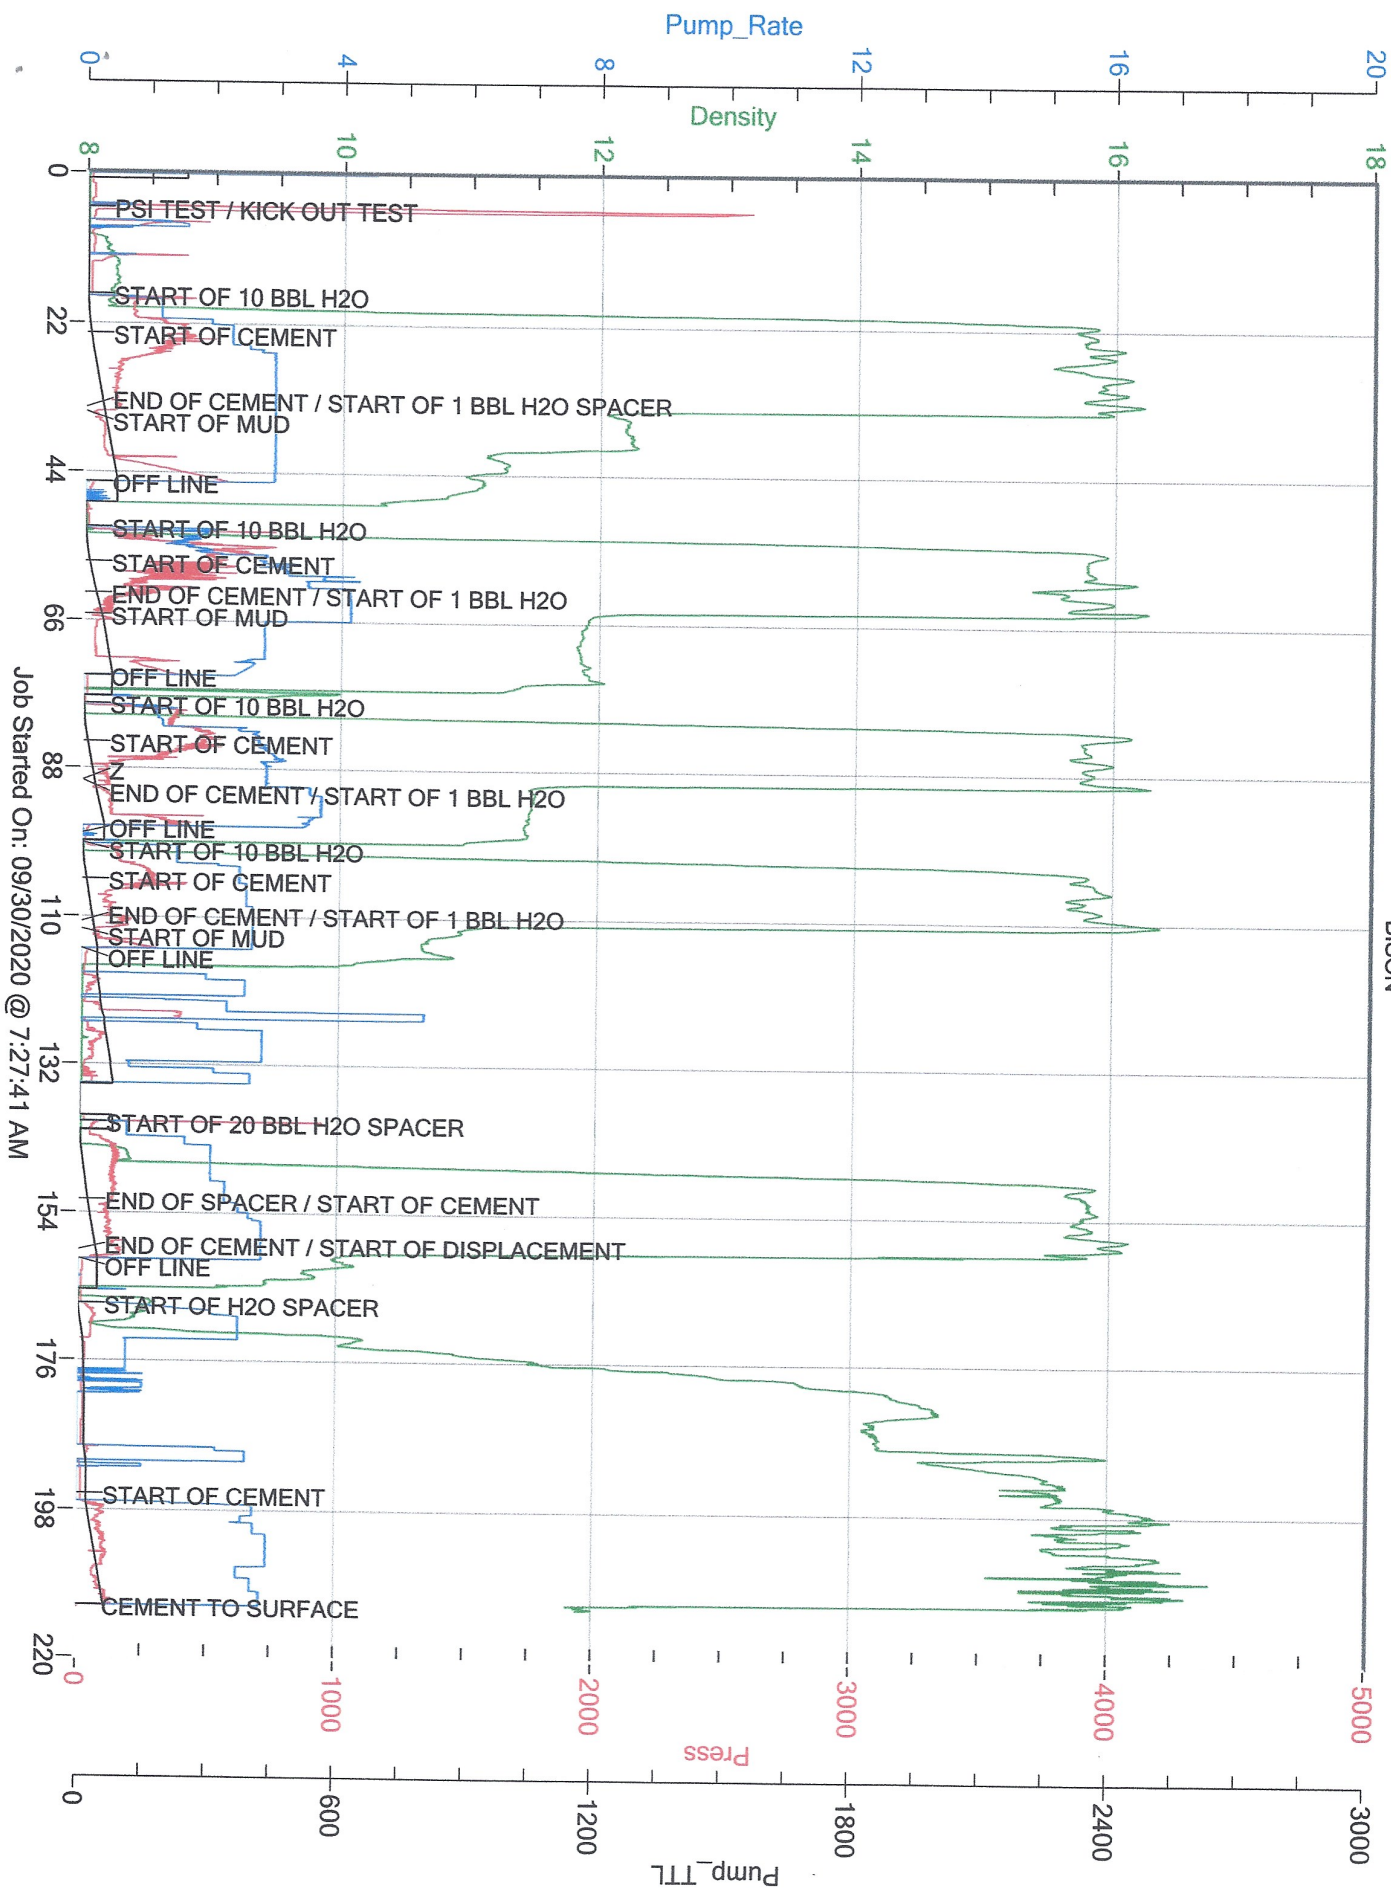 Pump_Rate
0
4
8
12
16
20
Density
8
10
12
14
16
18
0
PSI TEST / KICK OUT TEST
START OF 10 BBL H2O
22
START OF CEMENT
END OF CEMENT / START OF 1 BBL H2O SPACER
START OF MUD
44
OFF LINE
START OF 10 BBL H2O
START OF CEMENT
END OF CEMENT / START OF 1 BBL H2O
66
START OF MUD
OFF LINE
START OF 10 BBL H2O
START OF CEMENT
88
Z
END OF CEMENT / START OF 1 BBL H2O
OFF LINE
START OF 10 BBL H2O
START OF CEMENT
110
END OF CEMENT / START OF 1 BBL H2O
START OF MUD
OFF LINE
132
START OF 20 BBL H2O SPACER
154
END OF SPACER / START OF CEMENT
END OF CEMENT / START OF DISPLACEMENT
OFF LINE
START OF H2O SPACER
176
START OF CEMENT
198
CEMENT TO SURFACE
220
Job Started On: 09/30/2020 @ 7:27:41 AM
0
1000
2000
3000
4000
5000
Press
0
600
1200
1800
2400
3000
Pump_TTL